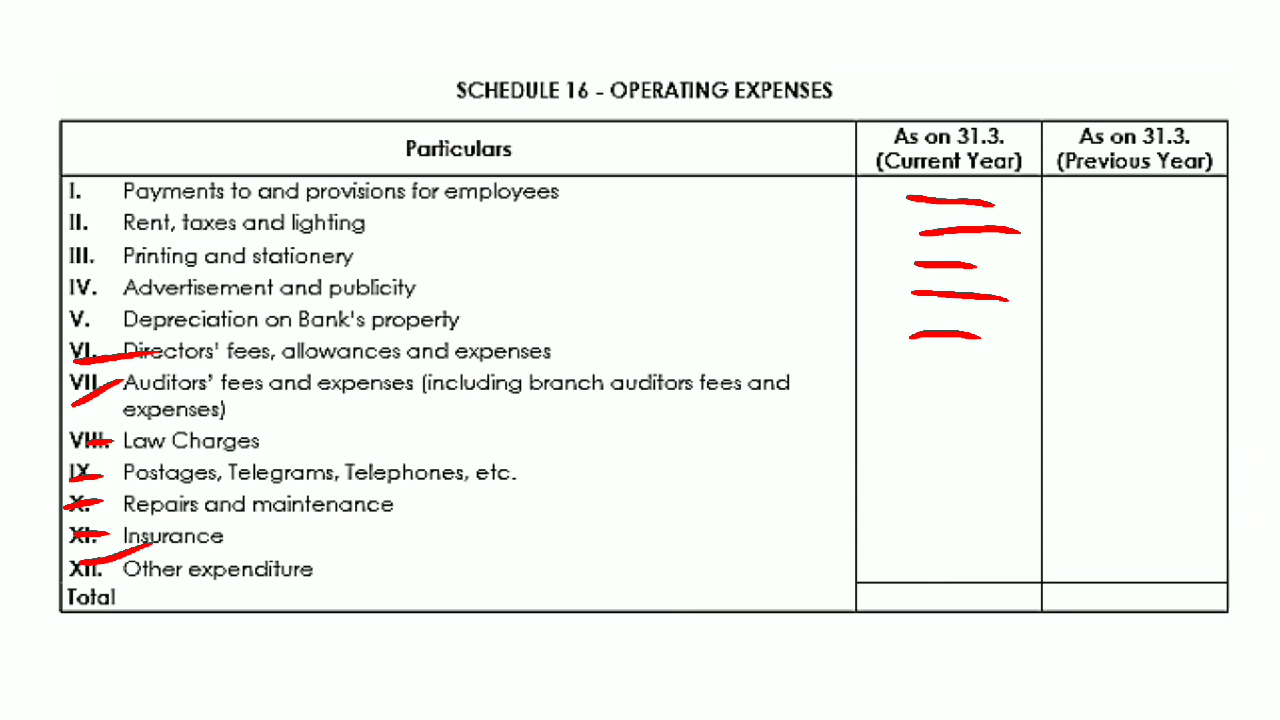 SCHEDULE 16 - OPERATING EXPENSES
Particulars
As on 31.3.
(Current Year)
As on 31.3.
(Previous Year)
I. Payments to and provisions for employees
II. Rent, taxes and lighting
III. Printing and stationery
IV. Advertisement and publicity
V. Depreciation on Bank's property
VI. Directors' fees, allowances and expenses
VII. Auditors' fees and expenses (including branch auditors fees and
expenses)
VIII. Law Charges
IX. Postages, Telegrams, Telephones, etc.
X. Repairs and maintenance
XI. Insurance
XII. Other expenditure
Total